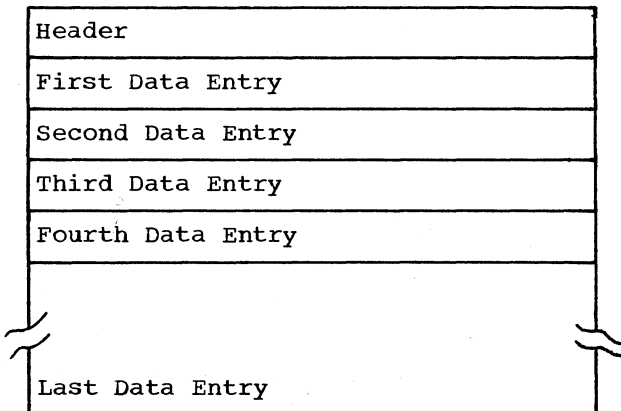 Header
First Data Entry
Second Data Entry
Third Data Entry
Fourth Data Entry
Last Data Entry